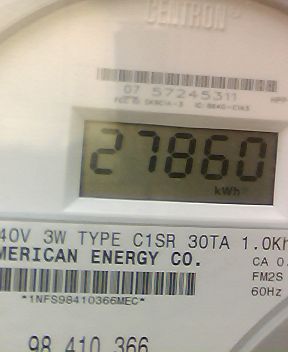 CENTRON®
07 57245311
27860
kWh
40V 3W TYPE C1SR 30TA 1.0Kh
MERICAN ENERGY CO.
CA 0.
FM2S
60Hz
*1NFS98410366MEC*
98 410 366